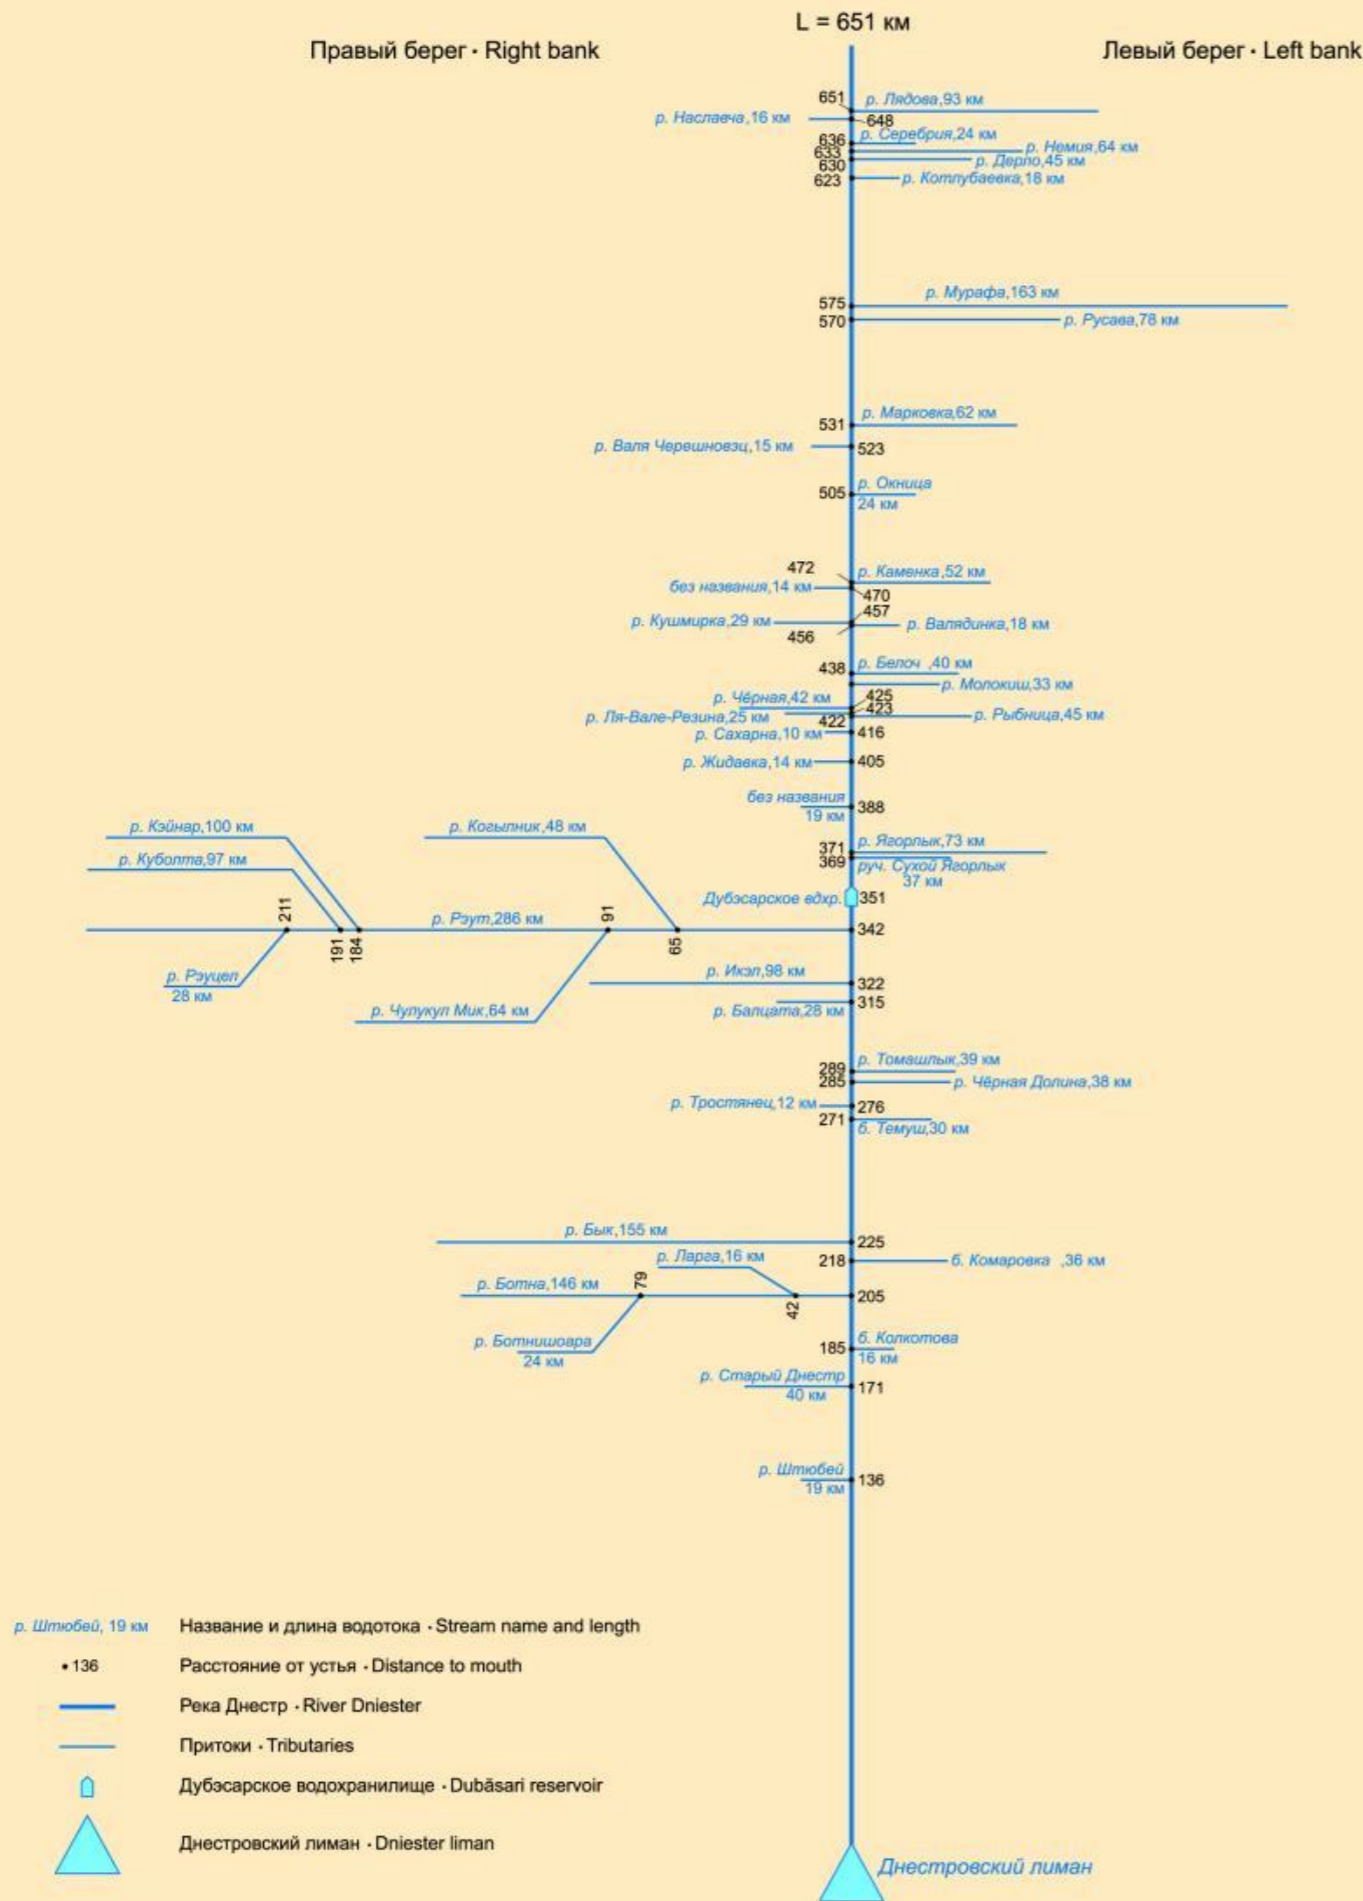 L = 651 км
Правый берег · Right bank
Левый берег · Left bank
651
р. Лядова,93 км
р. Наславча,16 км
648
636
р. Серебрия,24 км
633
р. Немия,64 км
630
р. Дерло,45 км
623
р. Котлубаевка,18 км
575
р. Мурафа,163 км
570
р. Русава,78 км
531
р. Марковка,62 км
р. Валя Черешновэц,15 км
523
505
р. Окница
24 км
472
р. Каменка,52 км
без названия,14 км
470
457
р. Кушмирка,29 км
456
р. Валядинка,18 км
438
р. Белоч ,40 км
р. Молокиш,33 км
р. Чёрная,42 км
425
р. Ля-Вале-Резина,25 км
423
422
р. Рыбница,45 км
р. Сахарна,10 км
416
р. Жидавка,14 км
405
без названия
19 км
388
р. Кэйнар,100 км
р. Когылник,48 км
371
р. Ягорлык,73 км
р. Куболта,97 км
369
руч. Сухой Ягорлык
37 км
Дубэсарское вдхр.
351
211
р. Рэут,286 км
91
342
191
184
65
р. Рэуцел
28 км
р. Икэл,98 км
322
р. Чулукул Мик,64 км
315
р. Балцата,28 км
289
р. Томашлык,39 км
285
р. Чёрная Долина,38 км
р. Тростянец,12 км
276
271
б. Темуш,30 км
р. Бык,155 км
225
р. Ларга,16 км
218
б. Комаровка ,36 км
р. Ботна,146 км
79
42
205
р. Ботнишоара
24 км
185
б. Колкотова
16 км
р. Старый Днестр
40 км
171
р. Штюбей
19 км
136
р. Штюбей, 19 км
Название и длина водотока · Stream name and length
• 136
Расстояние от устья · Distance to mouth
Река Днестр · River Dniester
Притоки · Tributaries
Дубэсарское водохранилище · Dubăsari reservoir
Днестровский лиман · Dniester liman
Днестровский лиман